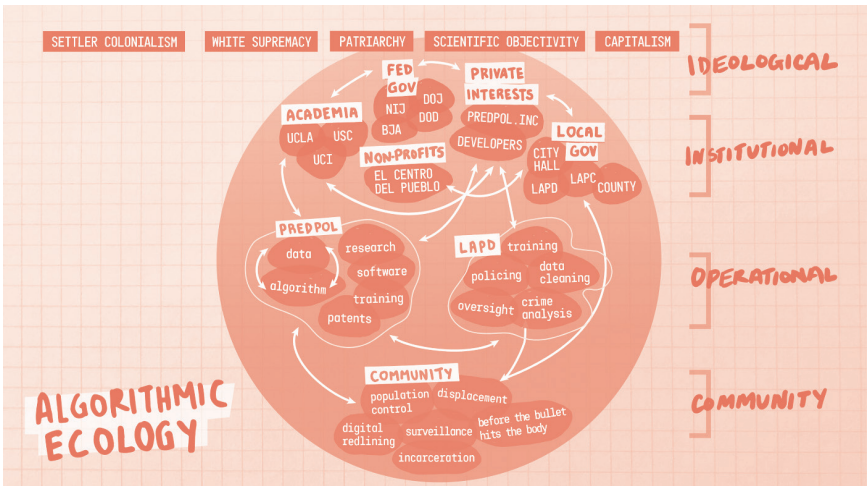 SETTLER COLONIALISM
WHITE SUPREMACY
PATRIARCHY
SCIENTIFIC OBJECTIVITY
CAPITALISM
IDEOLOGICAL
FED
GOV
NIJ
DOJ
DOD
BJA
PRIVATE
INTERESTS
PREDPOL.INC
DEVELOPERS
ACADEMIA
UCLA
USC
UCI
NON-PROFITS
EL CENTRO
DEL PUEBLO
LOCAL
GOV
CITY
HALL
LAPD
LAPC
COUNTY
INSTITUTIONAL
PREDPOL
data
algorithm
research
software
training
patents
LAPD
training
policing
data
cleaning
oversight
crime
analysis
OPERATIONAL
COMMUNITY
population
control
displacement
digital
redlining
surveillance
before the bullet
hits the body
incarceration
COMMUNITY
ALGORITHMIC
ECOLOGY